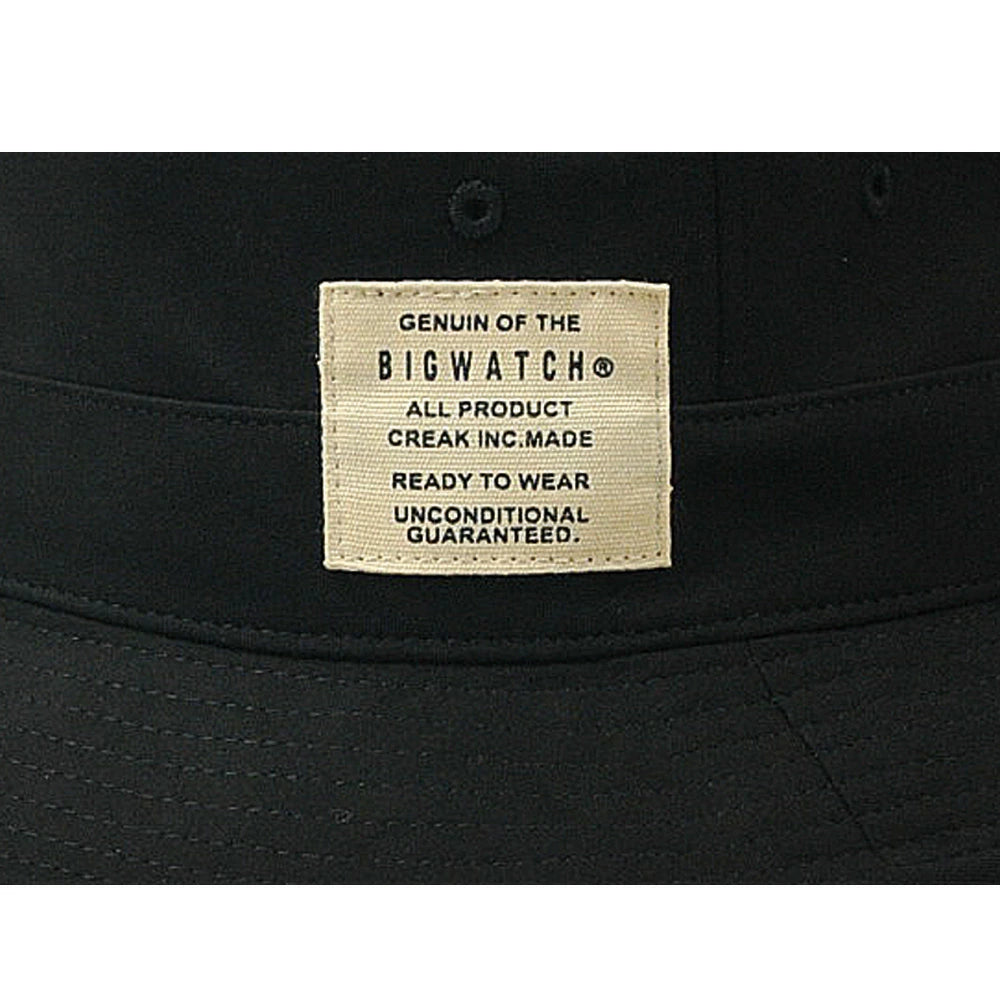 GENUIN OF THE
BIGWATCH®
ALL PRODUCT
CREAK INC.MADE
READY TO WEAR
UNCONDITIONAL
GUARANTEED.